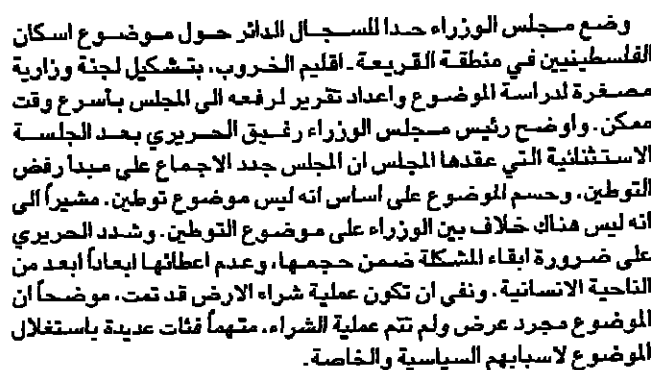 وضع مجلس الوزراء حدا للسجال الدائر حول موضوع اسكان
الفلسطينيين في منطقة القريعة ـ اقليم الخروب، بتشكيل لجنة وزارية
مصغرة لدراسة الموضوع واعداد تقرير لرفعه الى المجلس بأسرع وقت
ممكن. واوضح رئيس مجلس الوزراء رفيق الحريري بعد الجلسة
الاستثنائية التي عقدها المجلس ان المجلس جدد الاجماع على مبدا رفض
التوطين، وحسم الموضوع على اساس انه ليس موضوع توطين. مشيراً الى
انه ليس هناك خلاف بين الوزراء على موضوع التوطين. وشدد الحريري
على ضرورة ابقاء المشكلة ضمن حجمها، وعدم اعطائها ابعاداً ابعد من
الناحية الانسانية. ونفى ان تكون عملية شراء الارض قد تمت، موضحاً ان
الموضوع مجرد عرض ولم تتم عملية الشراء، متهماً فئات عديدة باستغلال
الموضوع لاسبابهم السياسية والخاصة.